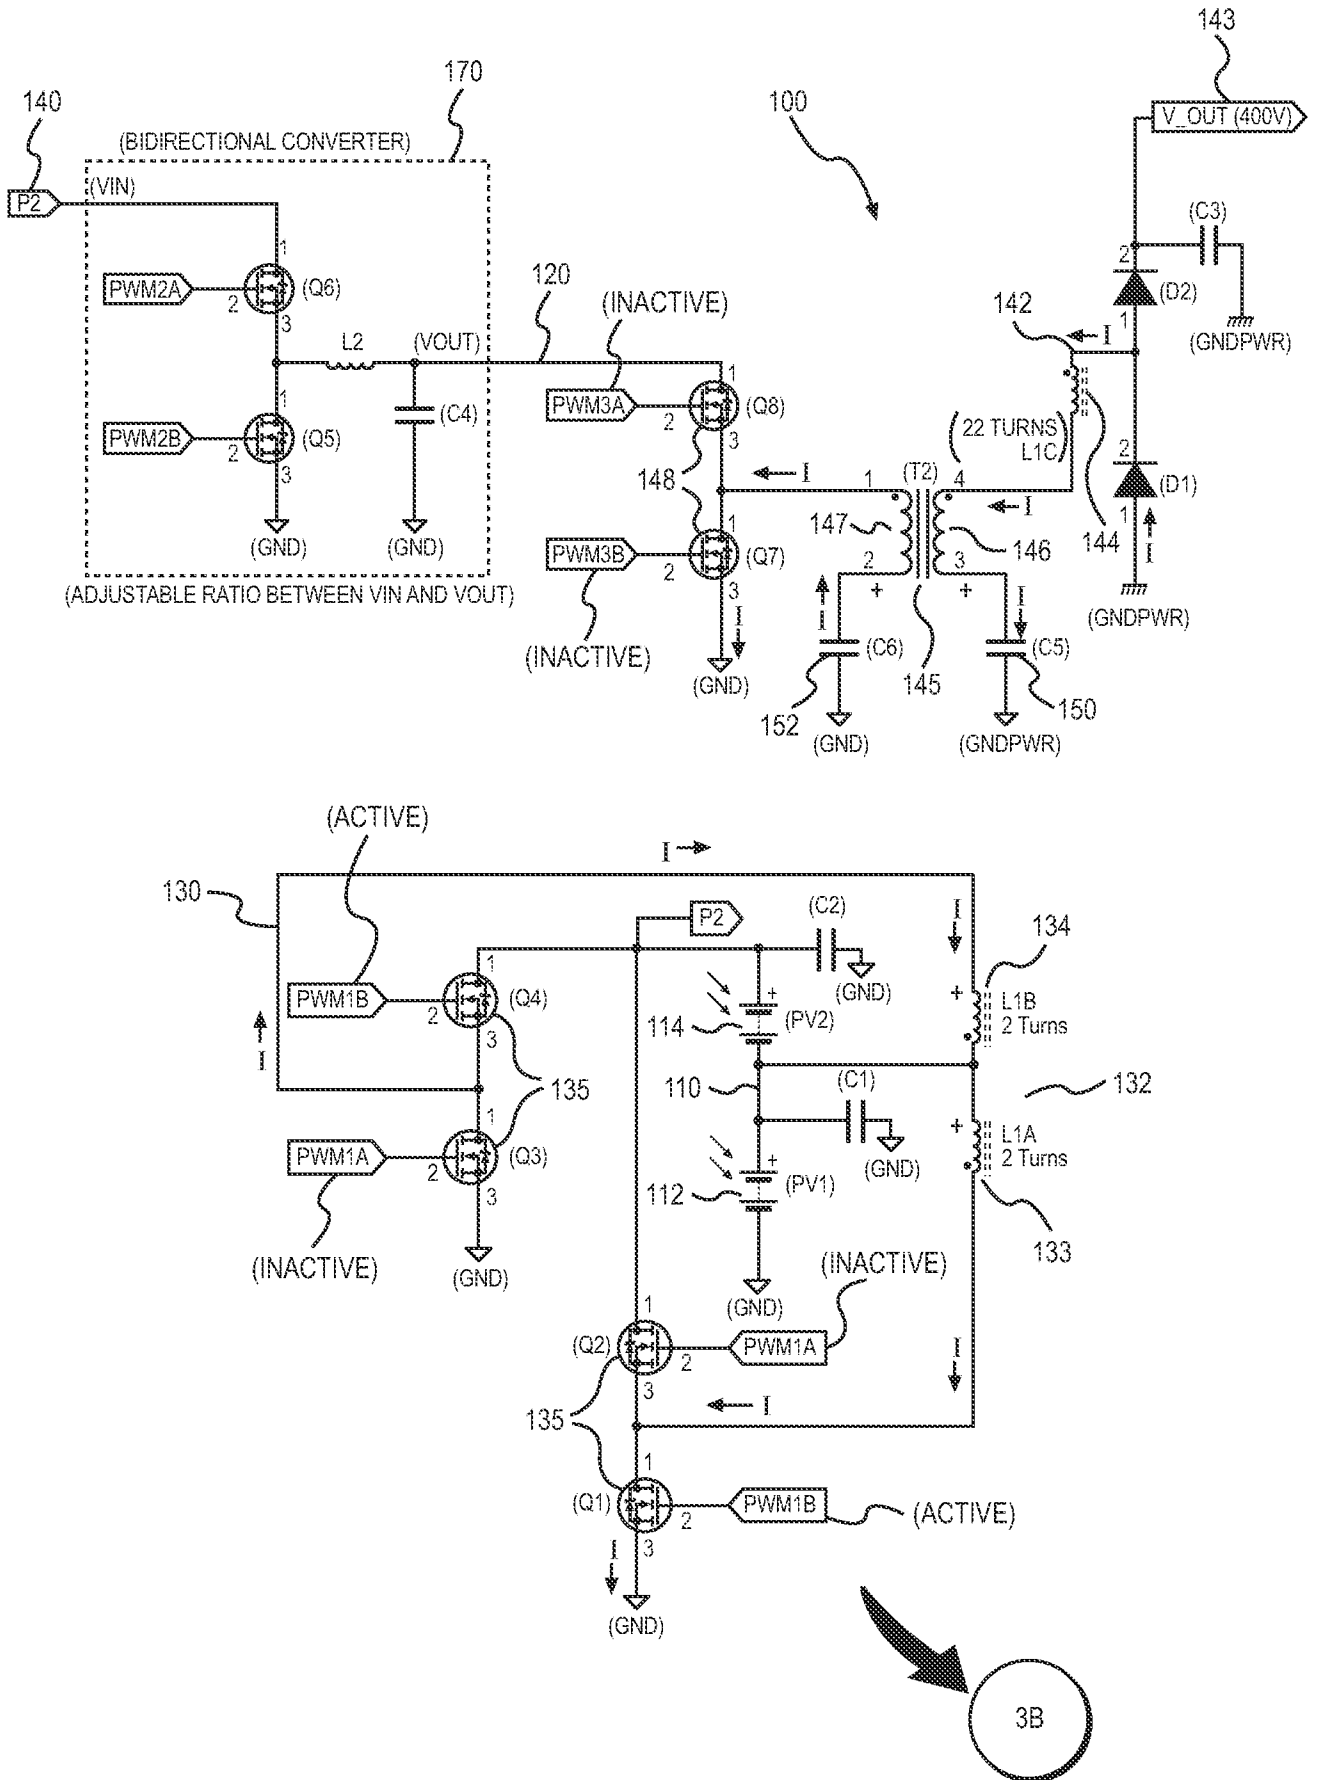 143
V_OUT (400V)
170
140
100
(BIDIRECTIONAL CONVERTER)
P2
(VIN)
(C3)
1
PWM2A
2
(Q6)
3
120
(INACTIVE)
2
(D2)
1
142
I
(GNDPWR)
L2
(VOUT)
1
PWM2B
2
(Q5)
3
(C4)
PWM3A
1
2
(Q8)
3
(22 TURNS
L1C)
2
(D1)
1
I
144
148
I
1
(T2)
4
I
147
146
(GND)
(GND)
PWM3B
1
2
(Q7)
3
2
3
+
+
(GNDPWR)
(ADJUSTABLE RATIO BETWEEN VIN AND VOUT)
I
I
I
(INACTIVE)
(C6)
(C5)
145
(GND)
152
150
(GND)
(GNDPWR)
(ACTIVE)
I
130
P2
(C2)
I
134
1
PWM1B
2
(Q4)
3
(GND)
+
(PV2)
114
+
L1B
2 Turns
I
135
110
(C1)
132
1
PWM1A
2
(Q3)
3
(GND)
+
(PV1)
112
+
L1A
2 Turns
133
(INACTIVE)
(GND)
(INACTIVE)
(GND)
1
(Q2)
2
3
PWM1A
I
I
135
1
(Q1)
2
3
PWM1B
(ACTIVE)
I
(GND)
3B